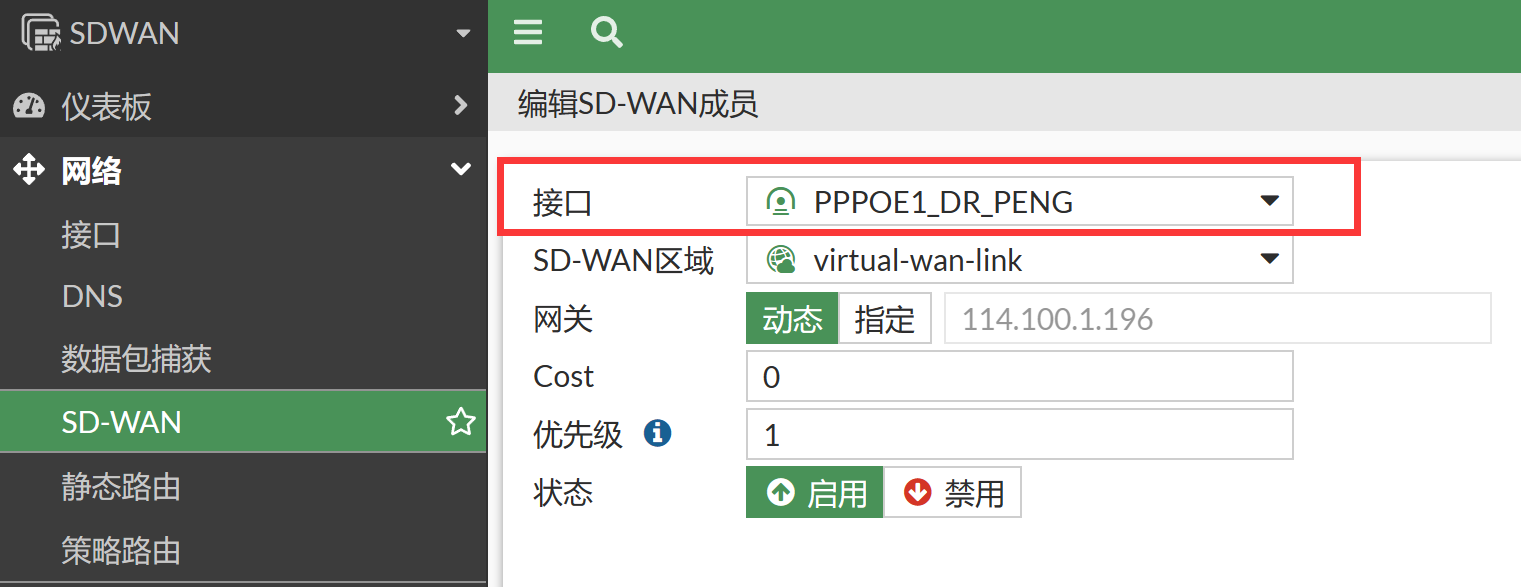 SDWAN
仪表板
网络
接口
DNS
数据包捕获
SD-WAN
静态路由
策略路由
编辑SD-WAN成员
接口 PPPOE1_DR_PENG
SD-WAN区域 virtual-wan-link
网关 动态 指定 114.100.1.196
Cost 0
优先级 1
状态 启用 禁用